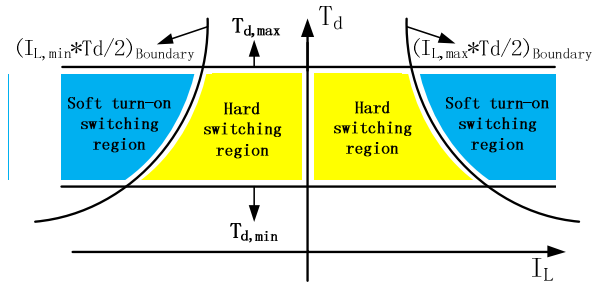 (I_L,min*Td/2)_Boundary
T_d,max
T_d
(I_L,max*Td/2)_Boundary
Soft turn-on
switching
region
Hard
switching
region
Hard
switching
region
Soft turn-on
switching
region
T_d,min
I_L